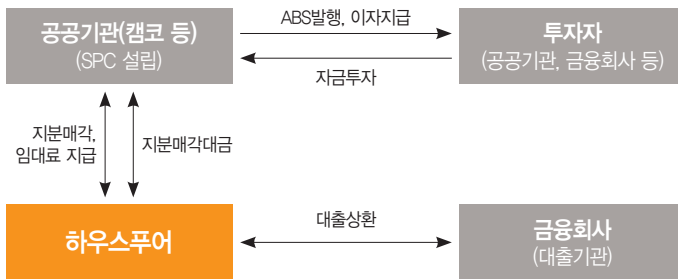 공공기관(캠코 등)
(SPC 설립)
ABS발행, 이자지급
자금투자
투자자
(공공기관, 금융회사 등)
지분매각,
임대료 지급
지분매각대금
하우스푸어
대출상환
금융회사
(대출기관)